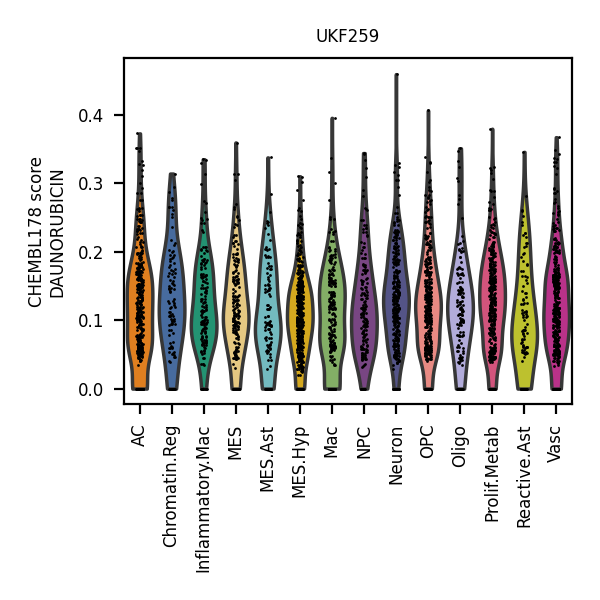 UKF259
CHEMBL178 score
DAUNORUBICIN
0.4
0.3
0.2
0.1
0.0
AC
Chromatin.Reg
Inflammatory.Mac
MES
MES.Ast
MES.Hyp
Mac
NPC
Neuron
OPC
Oligo
Prolif.Metab
Reactive.Ast
Vasc